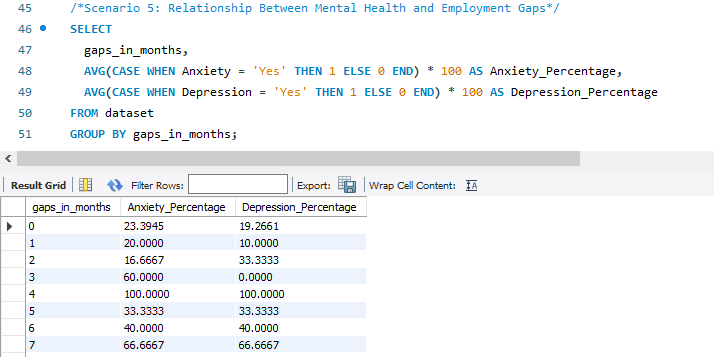 45 /*Scenario 5: Relationship Between Mental Health and Employment Gaps*/
46 SELECT
47 gaps_in_months,
48 AVG(CASE WHEN Anxiety = 'Yes' THEN 1 ELSE 0 END) * 100 AS Anxiety_Percentage,
49 AVG(CASE WHEN Depression = 'Yes' THEN 1 ELSE 0 END) * 100 AS Depression_Percentage
50 FROM dataset
51 GROUP BY gaps_in_months;
Result Grid Filter Rows: Export: Wrap Cell Content: IA
gaps_in_months Anxiety_Percentage Depression_Percentage
0 23.3945 19.2661
1 20.0000 10.0000
2 16.6667 33.3333
3 60.0000 0.0000
4 100.0000 100.0000
5 33.3333 33.3333
6 40.0000 40.0000
7 66.6667 66.6667